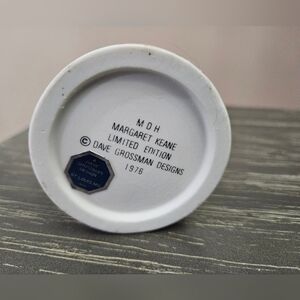 M D H
MARGARET KEANE
LIMITED EDITION
© DAVE GROSSMAN DESIGNS
1976